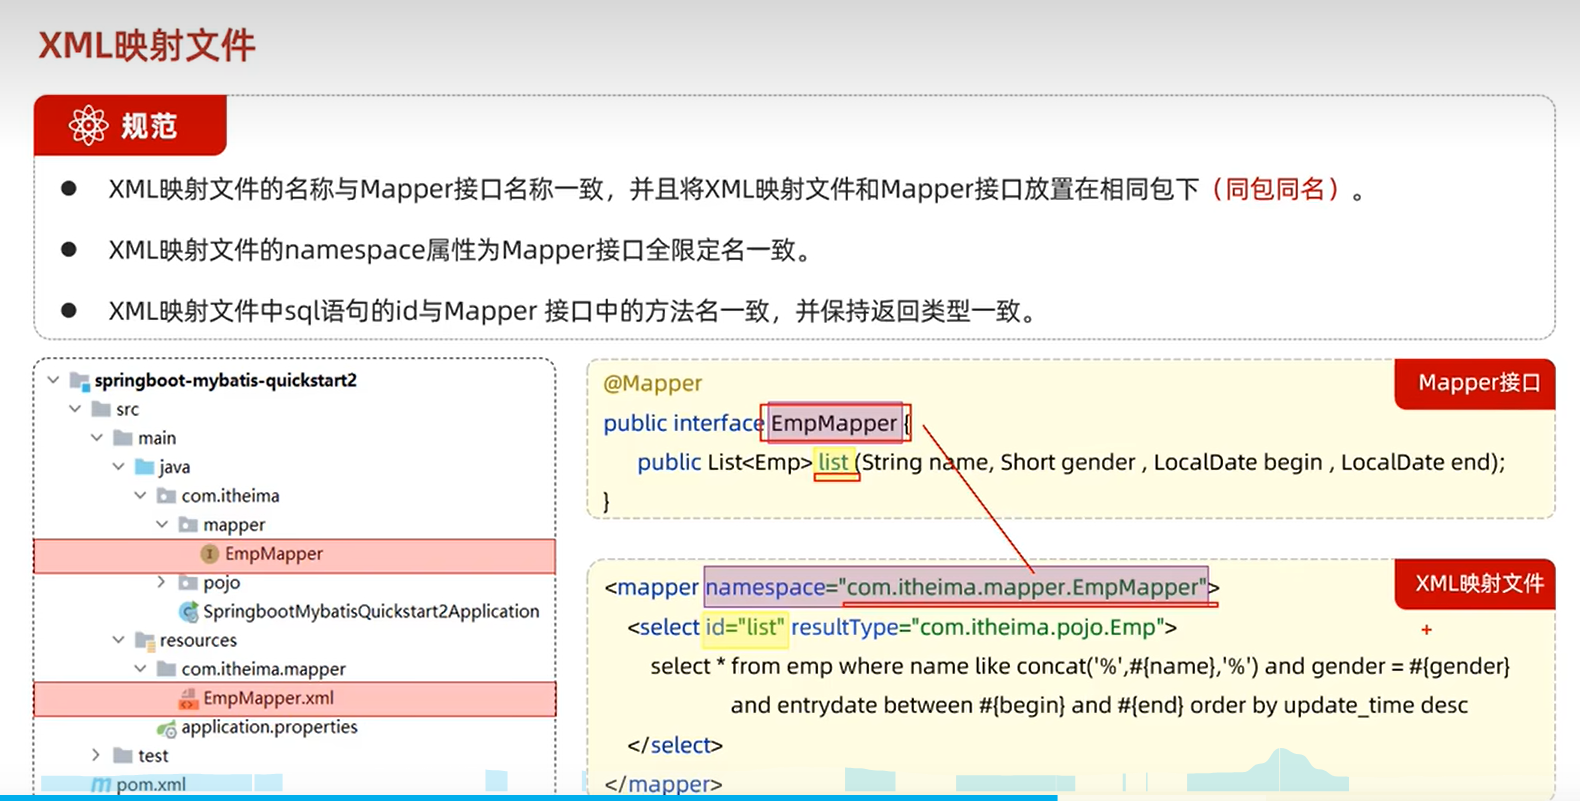 XML映射文件
规范
XML映射文件的名称与Mapper接口名称一致，并且将XML映射文件和Mapper接口放置在相同包下（同包同名）。
XML映射文件的namespace属性为Mapper接口全限定名一致。
XML映射文件中sql语句的id与Mapper 接口中的方法名一致，并保持返回类型一致。
springboot-mybatis-quickstart2
src
main
java
com.itheima
mapper
EmpMapper
pojo
SpringbootMybatisQuickstart2Application
resources
com.itheima.mapper
EmpMapper.xml
application.properties
test
pom.xml
Mapper接口
@Mapper
public interface EmpMapper {
public List<Emp> list (String name, Short gender , LocalDate begin , LocalDate end);
}
XML映射文件
<mapper namespace="com.itheima.mapper.EmpMapper">
<select id="list" resultType="com.itheima.pojo.Emp">
select * from emp where name like concat('%',#{name},'%') and gender = #{gender}
and entrydate between #{begin} and #{end} order by update_time desc
</select>
</mapper>